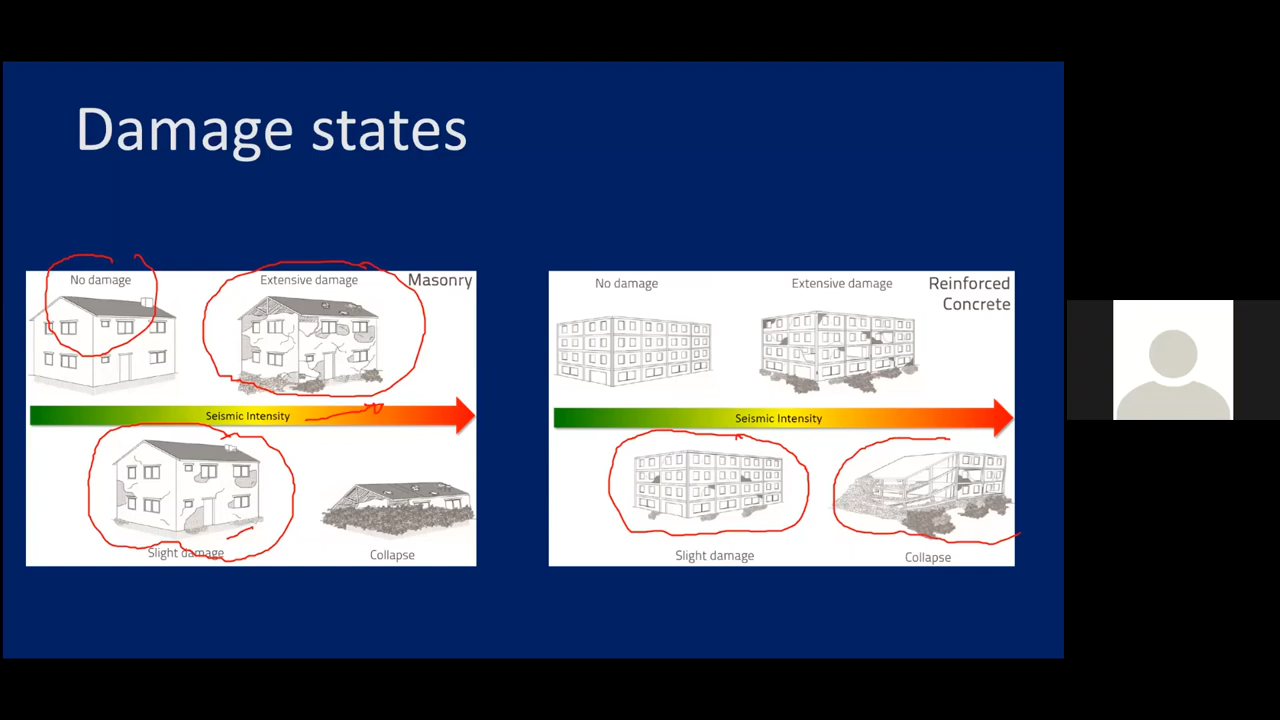 Damage states
No damage
Extensive damage
Masonry
Seismic Intensity
Slight damage
Collapse
No damage
Extensive damage
Reinforced
Concrete
Seismic Intensity
Slight damage
Collapse